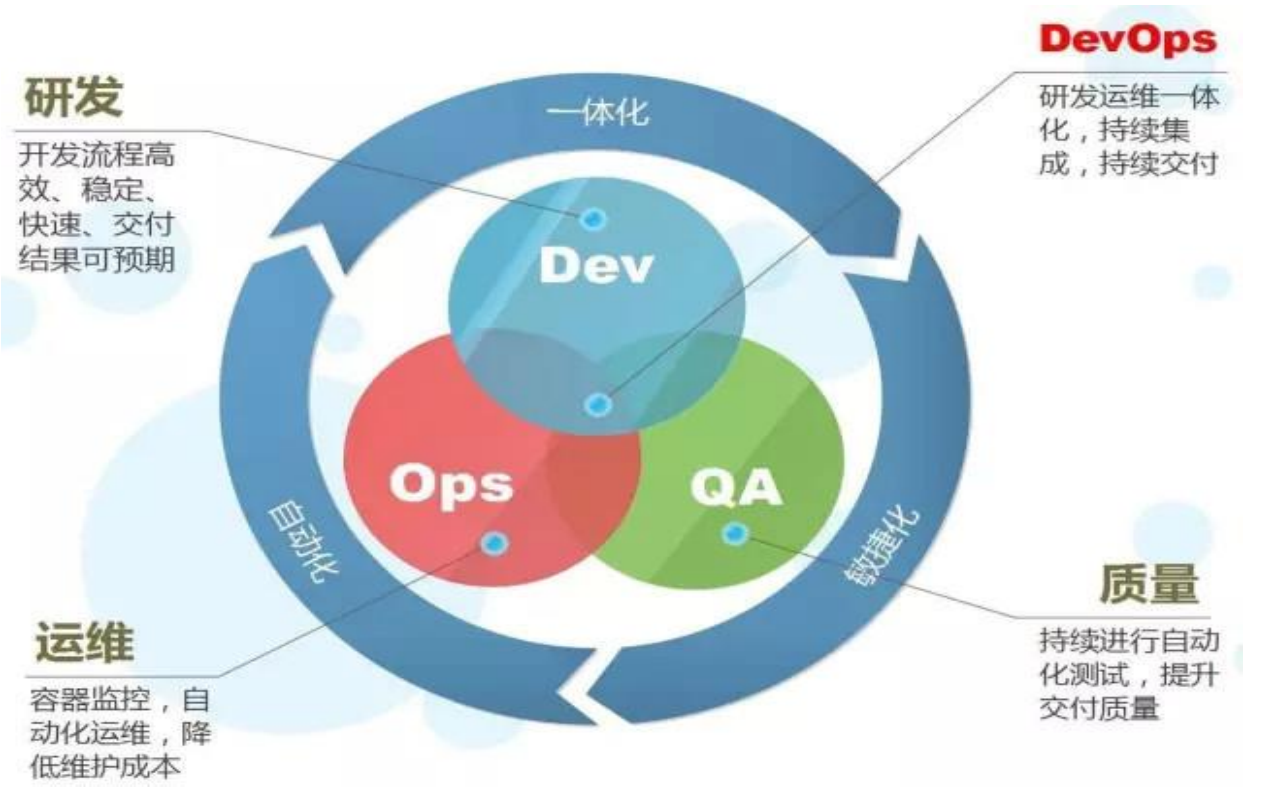 DevOps
研发运维一体
化，持续集
成，持续交付
研发
开发流程高
效、稳定、
快速、交付
结果可预期
一体化
Dev
Ops
QA
自动化
敏捷化
质量
持续进行自动
化测试，提升
交付质量
运维
容器监控，自
动化运维，降
低维护成本